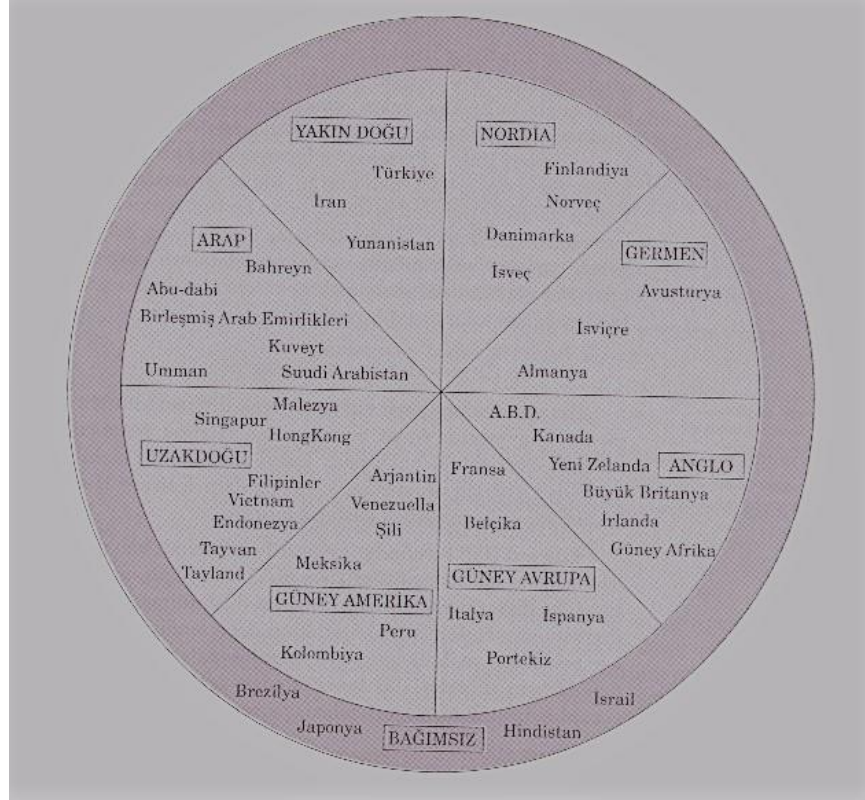 YAKIN DOĞU
Türkiye
İran
Yunanistan
NORDIA
Finlandiya
Norveç
Danimarka
İsveç
GERMEN
Avusturya
İsviçre
Almanya
A.B.D.
Kanada
Yeni Zelanda
ANGLO
Büyük Britanya
İrlanda
Güney Afrika
Fransa
Belçika
GÜNEY AVRUPA
Italya
İspanya
Portekiz
Arjantin
Venezuella
Şili
Meksika
GÜNEY AMERİKA
Peru
Kolombiya
Malezya
Singapur
HongKong
UZAKDOĞU
Filipinler
Vietnam
Endonezya
Tayvan
Tayland
ARAP
Bahreyn
Abu-dabi
Birleşmiş Arab Emirlikleri
Kuveyt
Umman
Suudi Arabistan
Brezilya
Japonya
BAĞIMSIZ
Hindistan
Israil